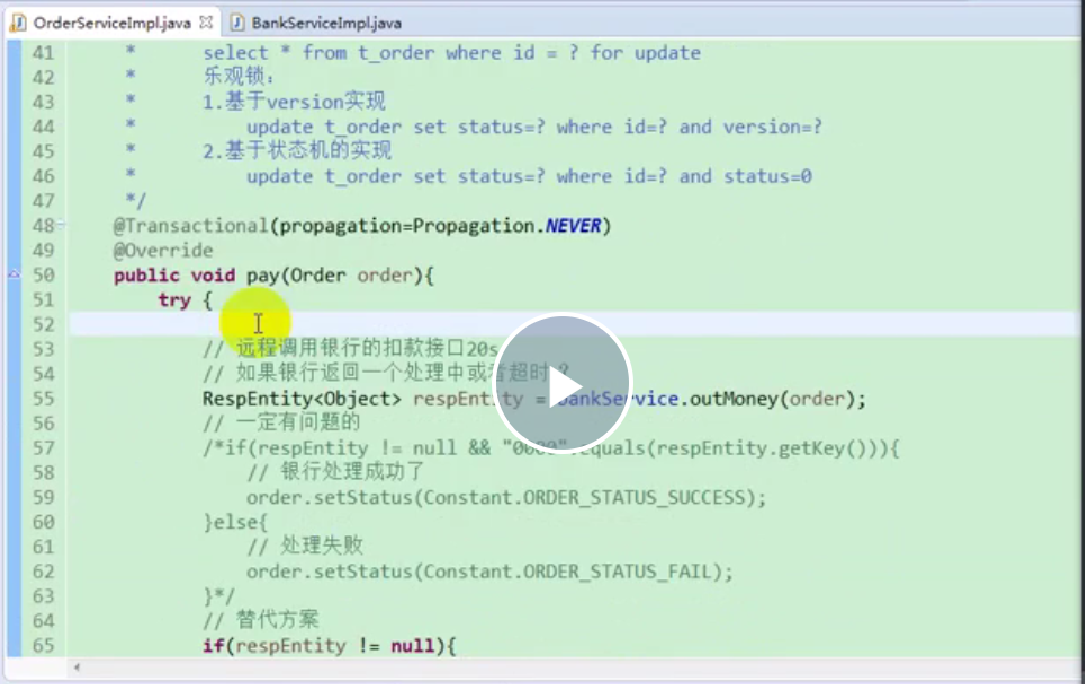 OrderServiceImpl.java
BankServiceImpl.java
41 * select * from t_order where id = ? for update
42 * 乐观锁:
43 * 1.基于version实现
44 * update t_order set status=? where id=? and version=?
45 * 2.基于状态机的实现
46 * update t_order set status=? where id=? and status=0
47 */
48 @Transactional(propagation=Propagation.NEVER)
49 @Override
50 public void pay(Order order){
51 try {
52
53 // 远程调用银行的扣款接口20s
54 // 如果银行返回一个处理中或者超时?
55 RespEntity<Object> respEntity = bankService.outMoney(order);
56 // 一定有问题的
57 /*if(respEntity != null && "0000".equals(respEntity.getKey())){
58 // 银行处理成功了
59 order.setStatus(Constant.ORDER_STATUS_SUCCESS);
60 }else{
61 // 处理失败
62 order.setStatus(Constant.ORDER_STATUS_FAIL);
63 }*/
64 // 替代方案
65 if(respEntity != null){